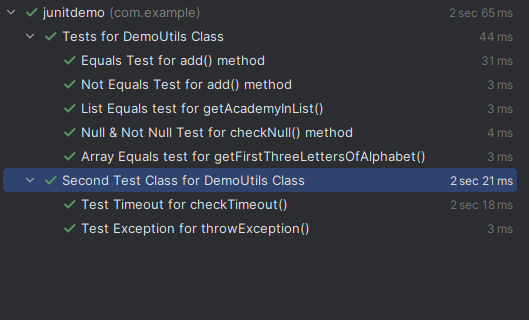 junitdemo (com.example) 2 sec 65 ms
Tests for DemoUtils Class 44 ms
Equals Test for add() method 31 ms
Not Equals Test for add() method 3 ms
List Equals test for getAcademyInList() 3 ms
Null & Not Null Test for checkNull() method 4 ms
Array Equals test for getFirstThreeLettersOfAlphabet() 3 ms
Second Test Class for DemoUtils Class 2 sec 21 ms
Test Timeout for checkTimeout() 2 sec 18 ms
Test Exception for throwException() 3 ms